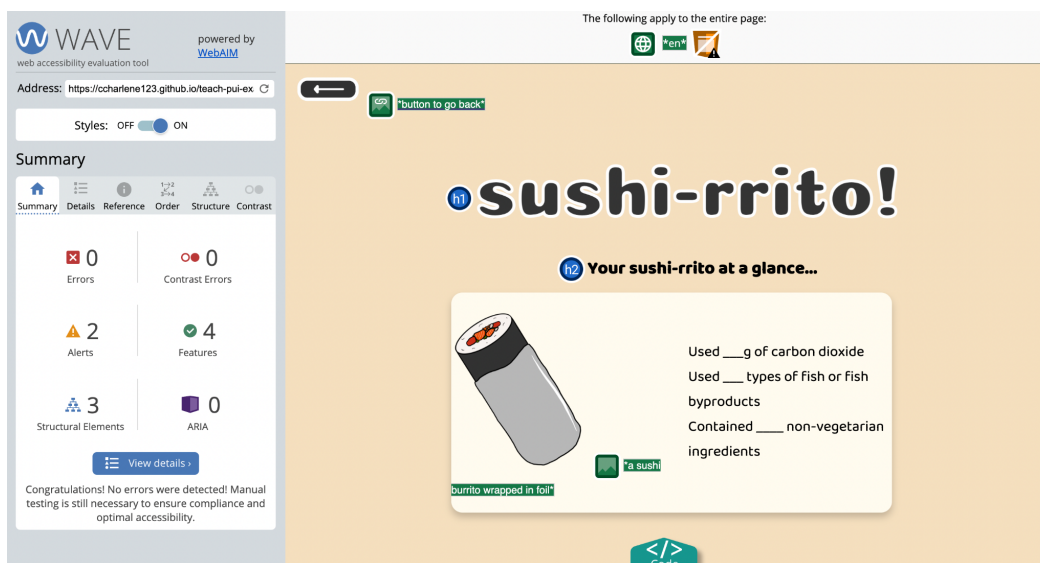 WAVE
web accessibility evaluation tool
powered by
WebAIM
Address: https://ccharlene123.github.io/teach-pui-ex
Styles: OFF ON
Summary
Summary Details Reference Order Structure Contrast
0
Errors
0
Contrast Errors
2
Alerts
4
Features
3
Structural Elements
0
ARIA
View details ›
Congratulations! No errors were detected! Manual
testing is still necessary to ensure compliance and
optimal accessibility.
The following apply to the entire page:
*en*
*button to go back*
h1 sushi-rrito!
h2 Your sushi-rrito at a glance...
Used ___g of carbon dioxide
Used ___ types of fish or fish
byproducts
Contained ____ non-vegetarian
ingredients
*a sushi
burrito wrapped in foil*
</> 
Code